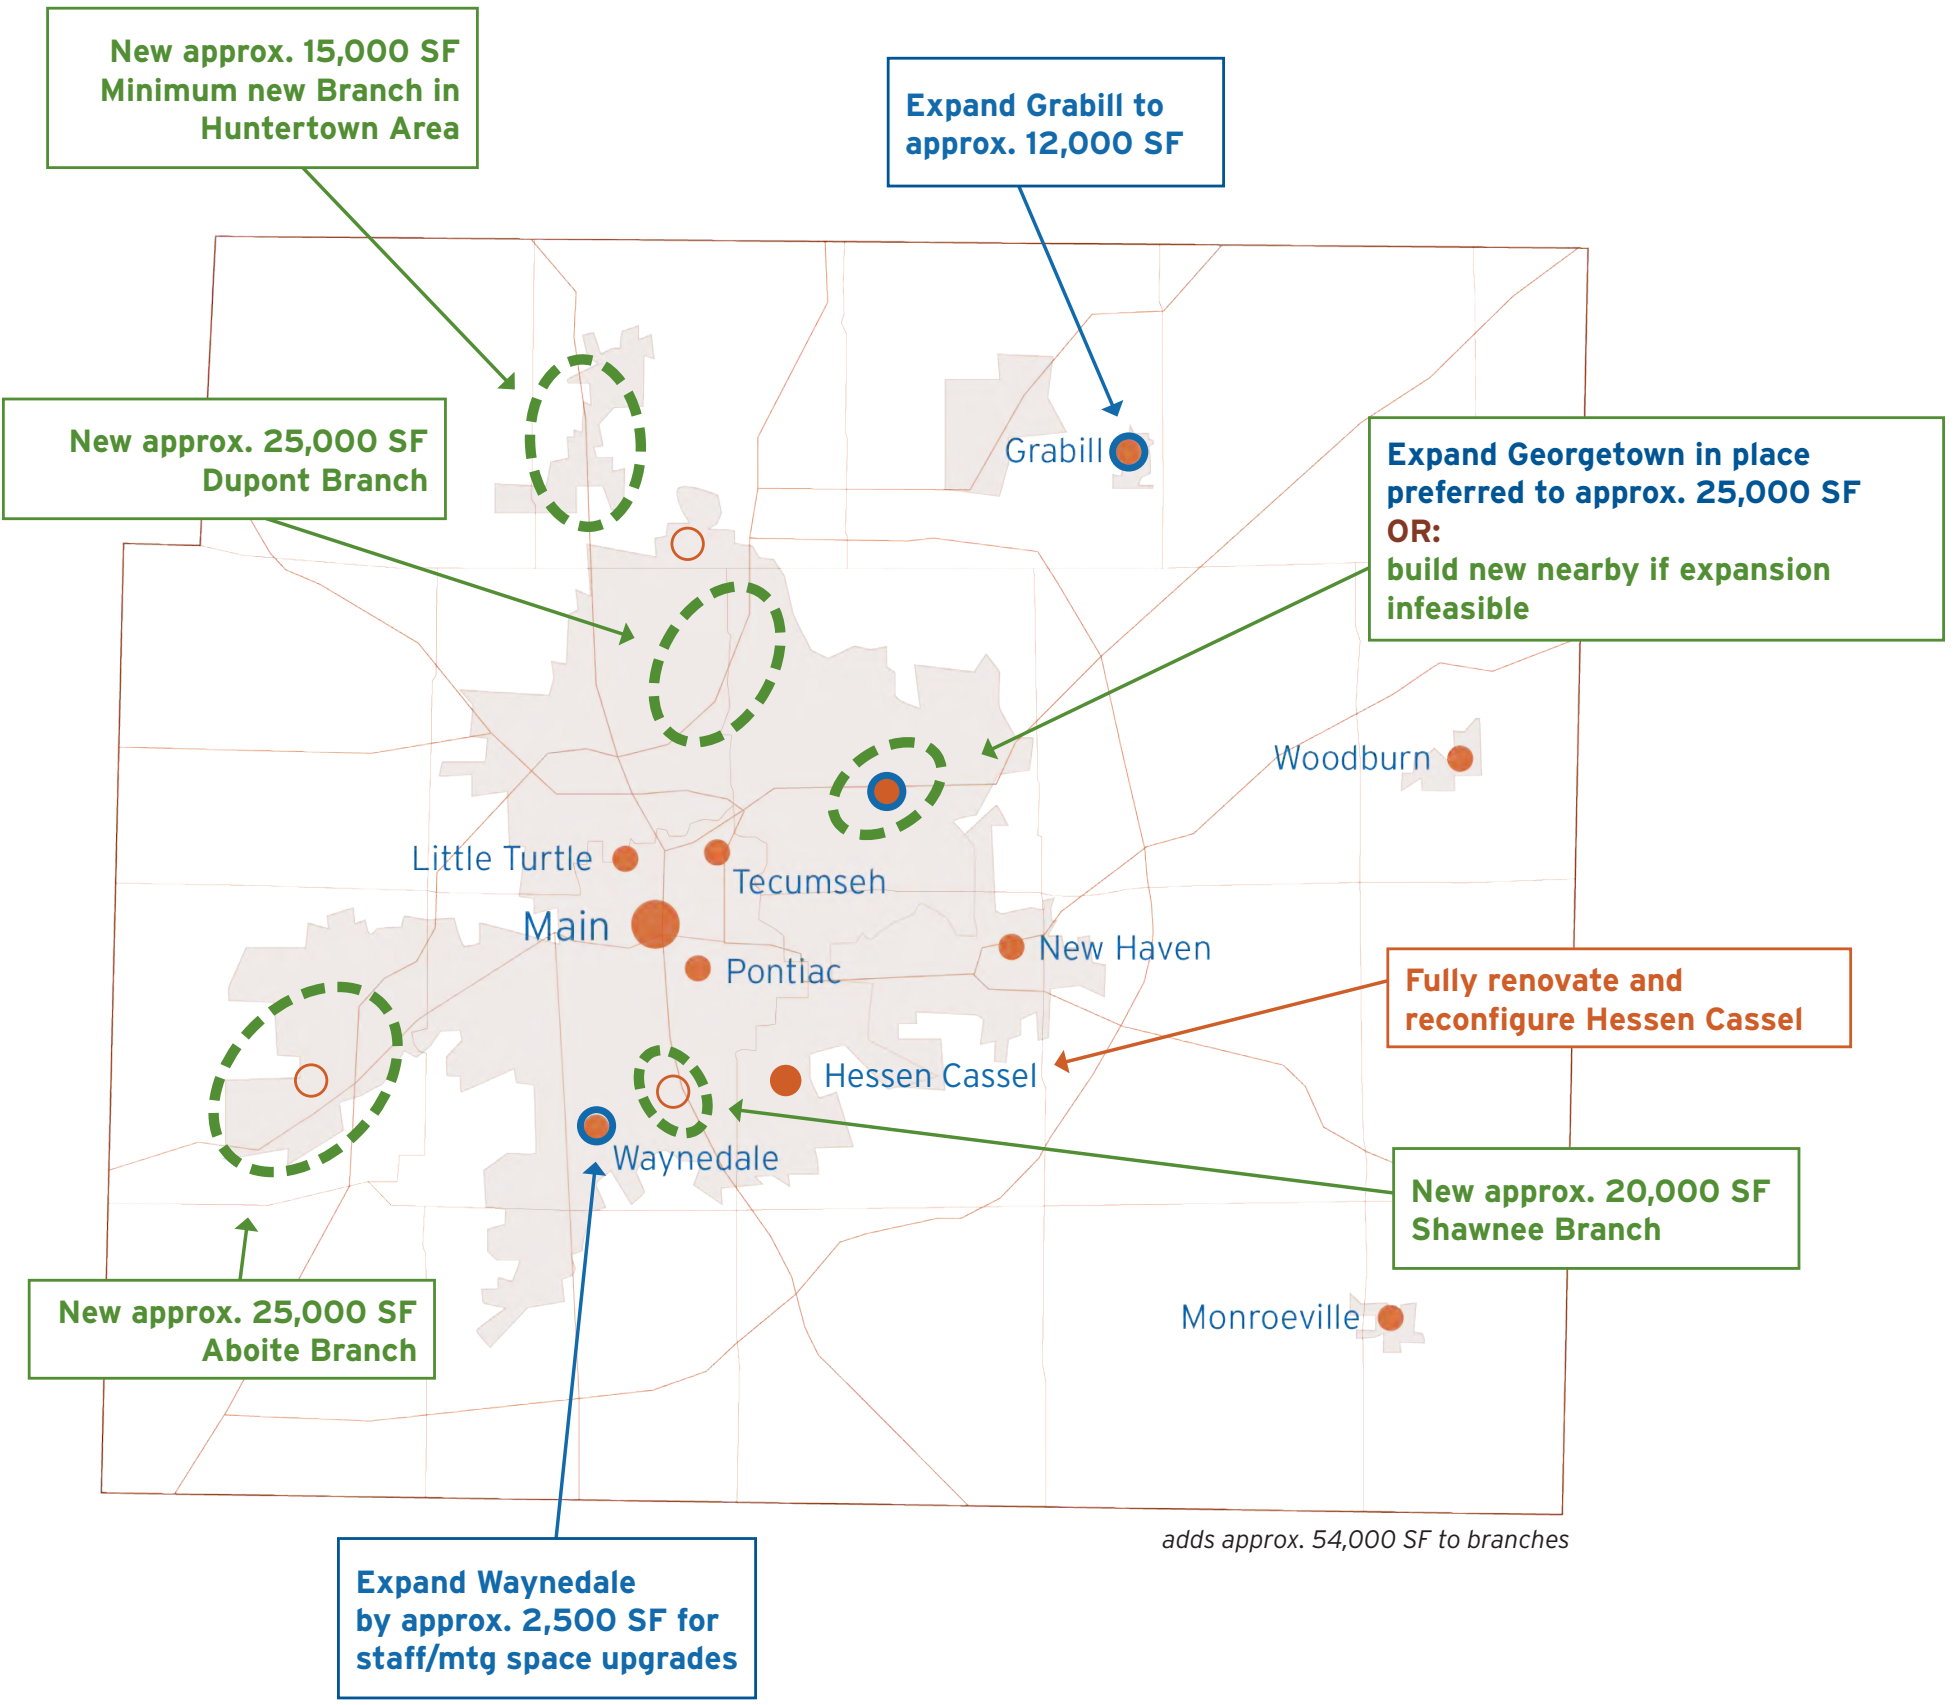 New approx. 15,000 SF
Minimum new Branch in
Huntertown Area
Expand Grabill to
approx. 12,000 SF
New approx. 25,000 SF
Dupont Branch
Grabill
Expand Georgetown in place
preferred to approx. 25,000 SF
OR:
build new nearby if expansion
infeasible
Woodburn
Little Turtle
Tecumseh
Main
New Haven
Pontiac
Fully renovate and
reconfigure Hessen Cassel
Hessen Cassel
Waynedale
New approx. 20,000 SF
Shawnee Branch
New approx. 25,000 SF
Aboite Branch
Monroeville
adds approx. 54,000 SF to branches
Expand Waynedale
by approx. 2,500 SF for
staff/mtg space upgrades